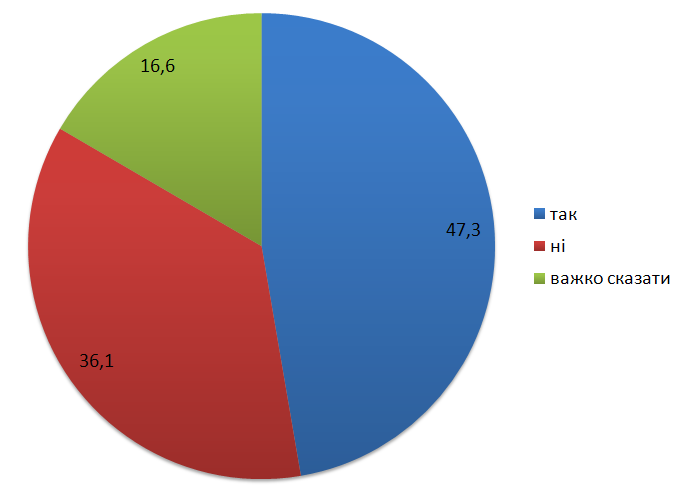 16,6
47,3
36,1
так
ні
важко сказати